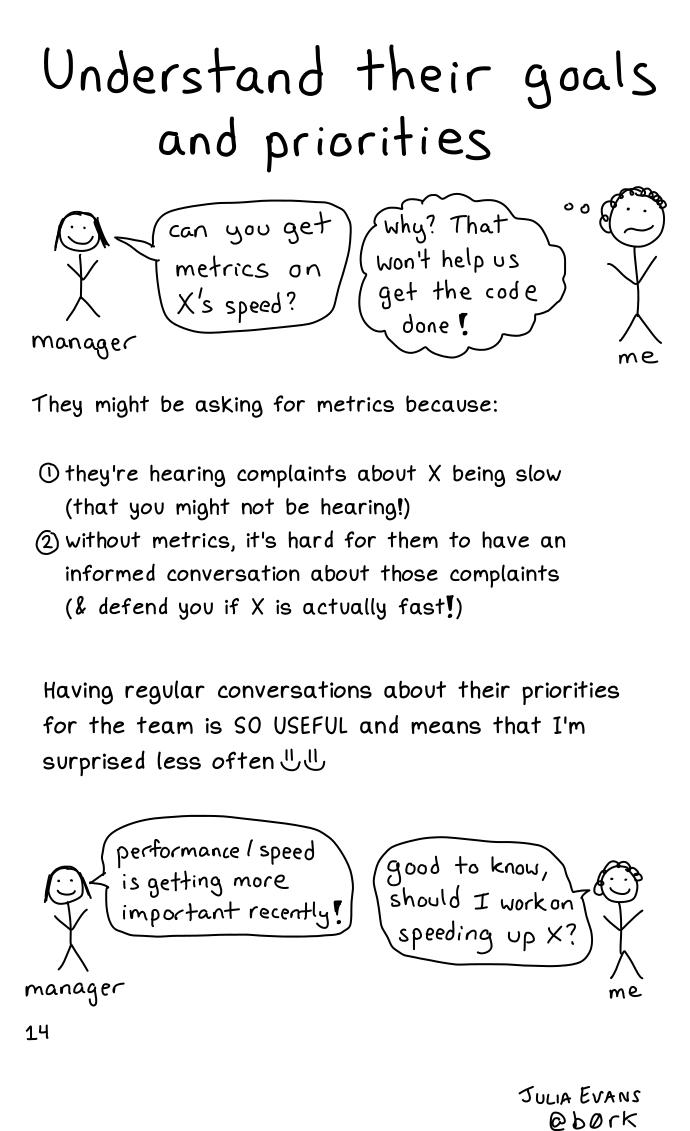 Understand their goals
and priorities
can you get
metrics on
X's speed?
why? That
won't help us
get the code
done!
manager
me
They might be asking for metrics because:
① they're hearing complaints about X being slow
(that you might not be hearing!)
② without metrics, it's hard for them to have an
informed conversation about those complaints
(& defend you if X is actually fast!)
Having regular conversations about their priorities
for the team is SO USEFUL and means that I'm
surprised less often
performance / speed
is getting more
important recently!
good to know,
should I work on
speeding up X?
manager
me
14
JULIA EVANS
@b0rk